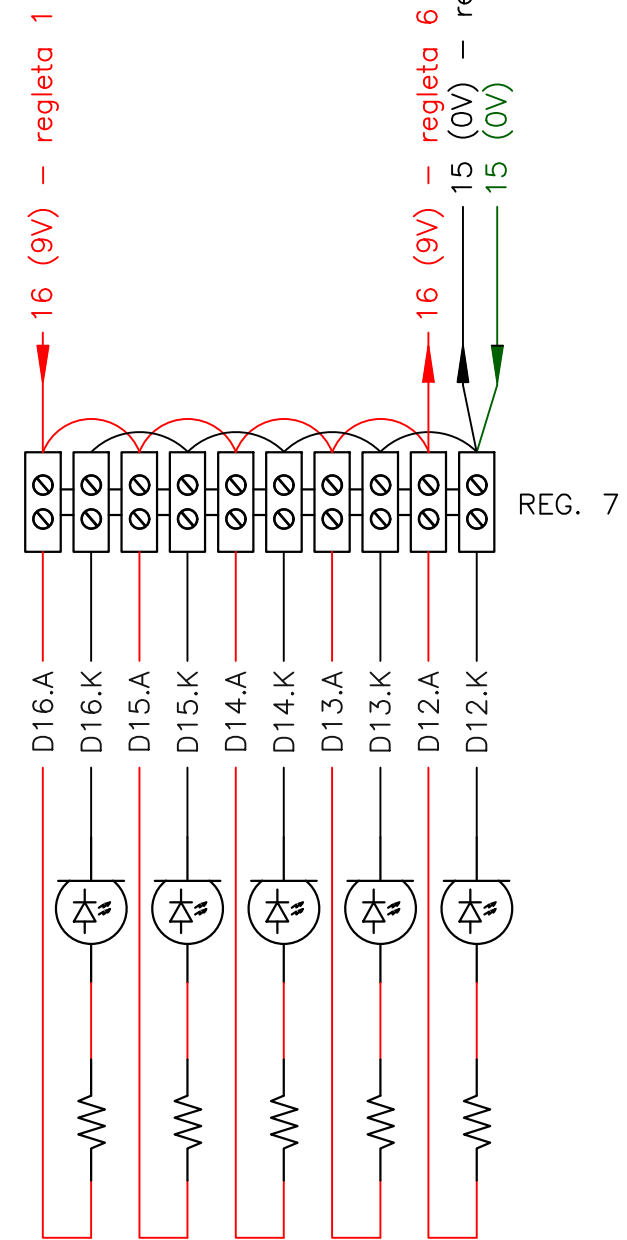 16 (9V) – regleta 1
16 (9V) – regleta 6
15 (0V) – re
15 (0V)
REG. 7
D16.A
D16.K
D15.A
D15.K
D14.A
D14.K
D13.A
D13.K
D12.A
D12.K